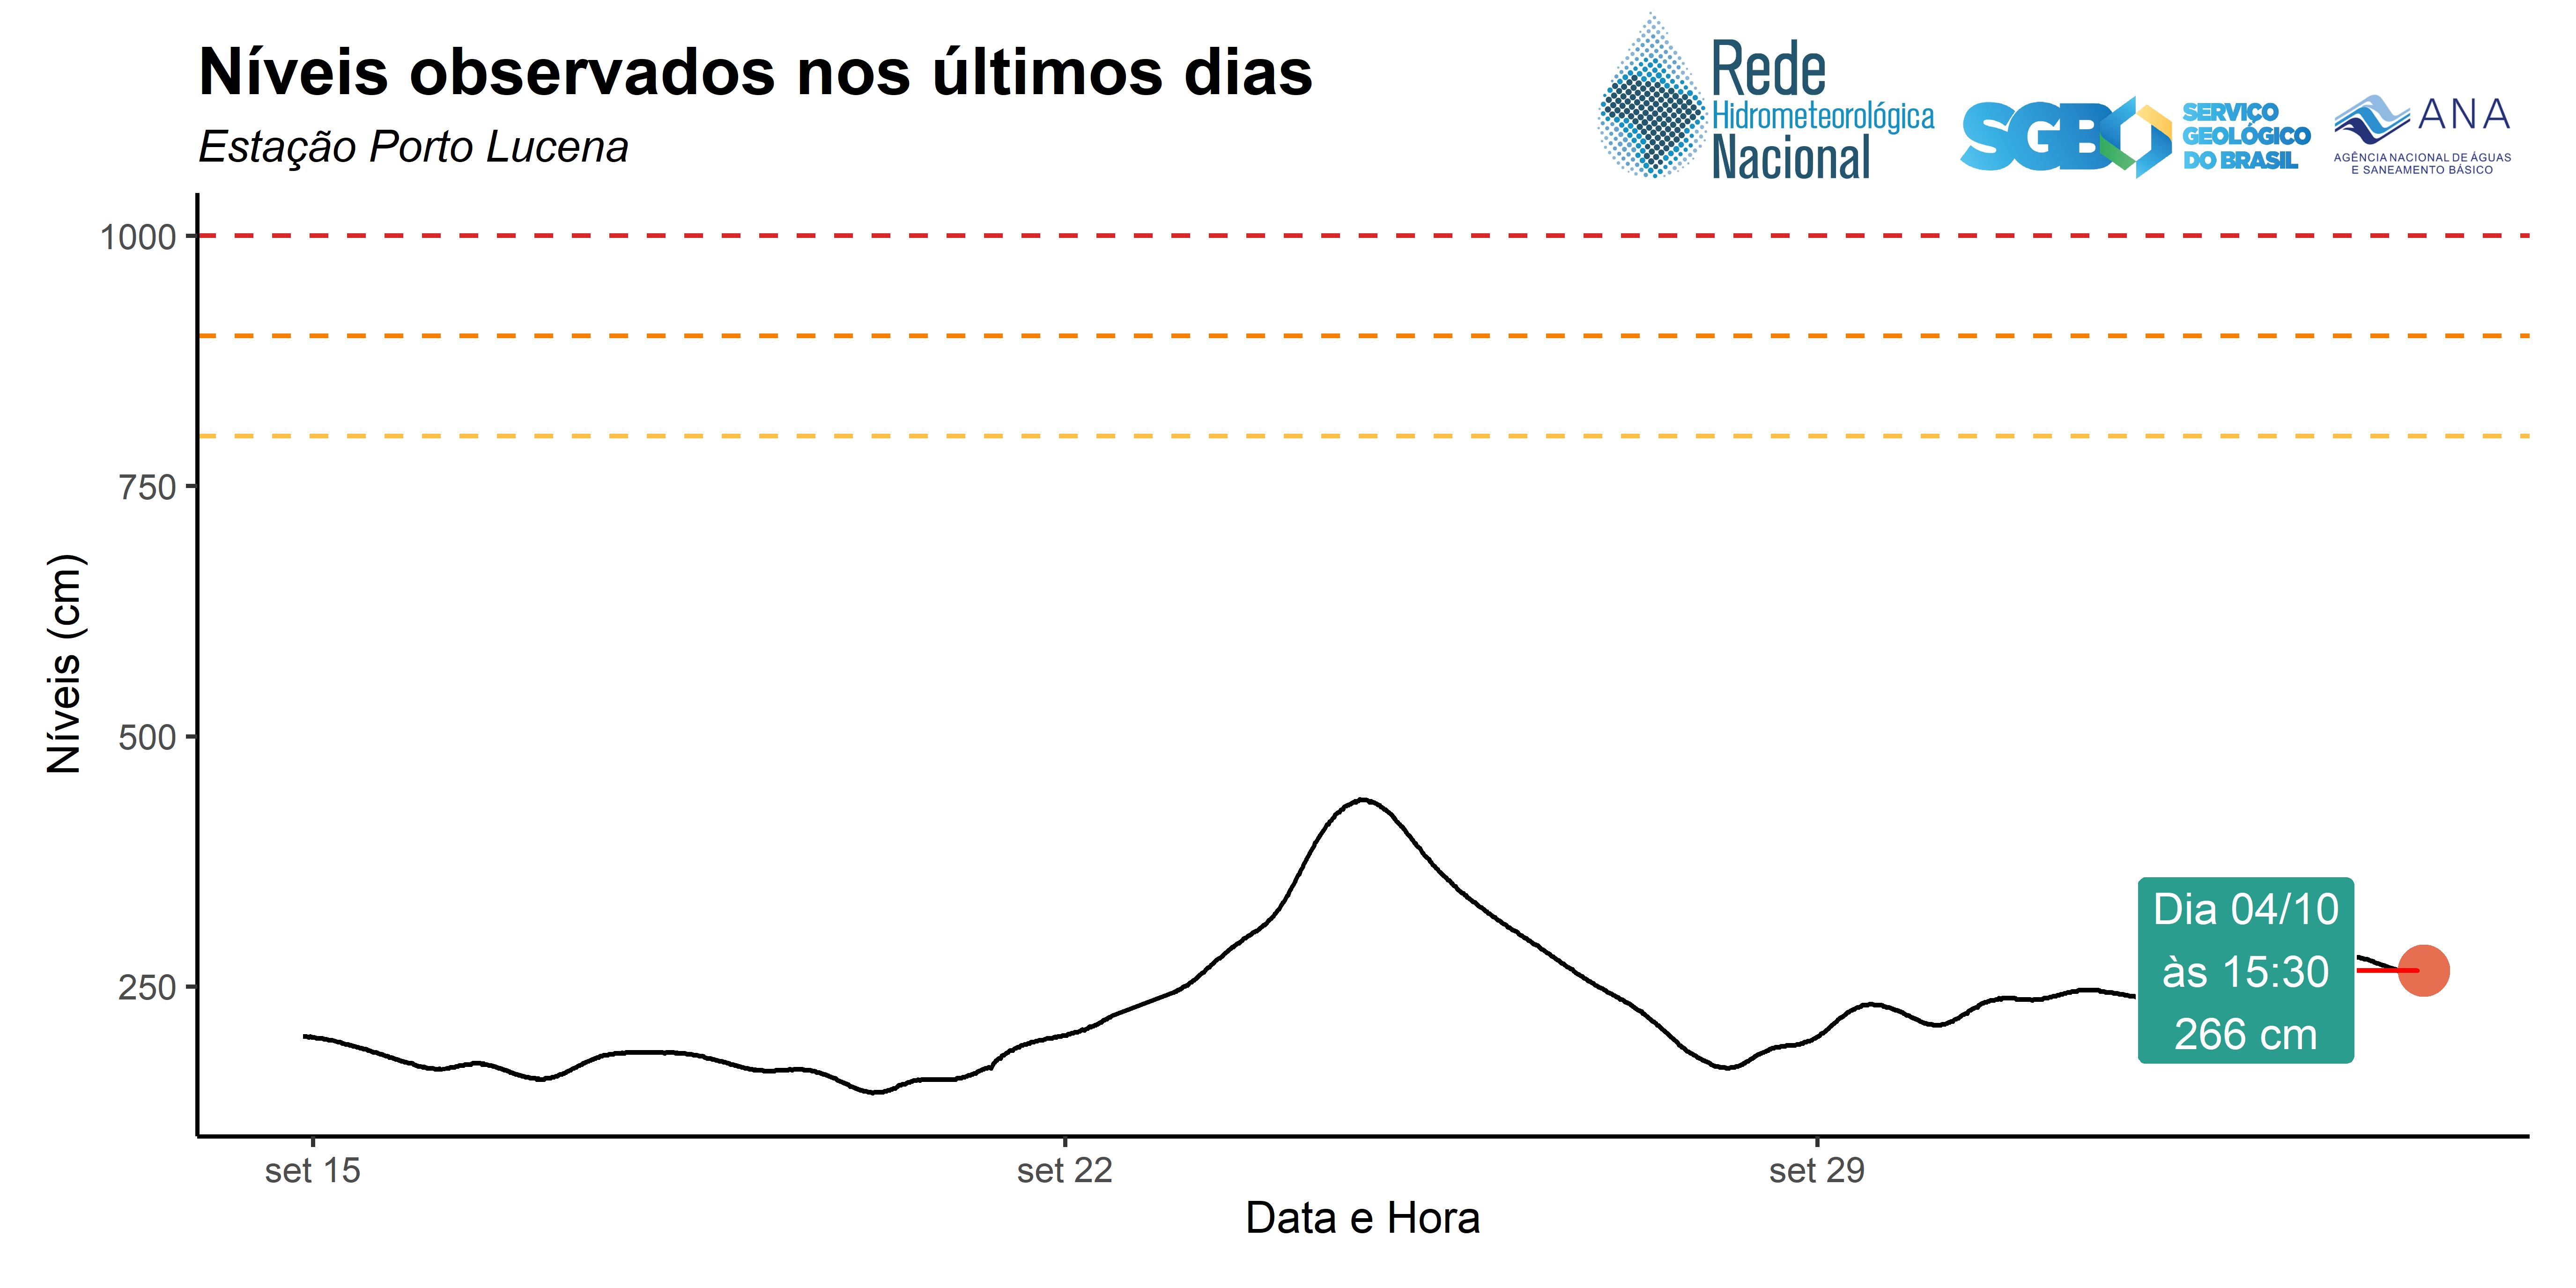 Níveis observados nos últimos dias
Estação Porto Lucena
Rede
Hidrometeorológica
Nacional
SGB
SERVIÇO
GEOLÓGICO
DO BRASIL
ANA
AGÊNCIA NACIONAL DE ÁGUAS
E SANEAMENTO BÁSICO
1000
750
500
250
Níveis (cm)
Dia 04/10
às 15:30
266 cm
set 15
set 22
set 29
Data e Hora